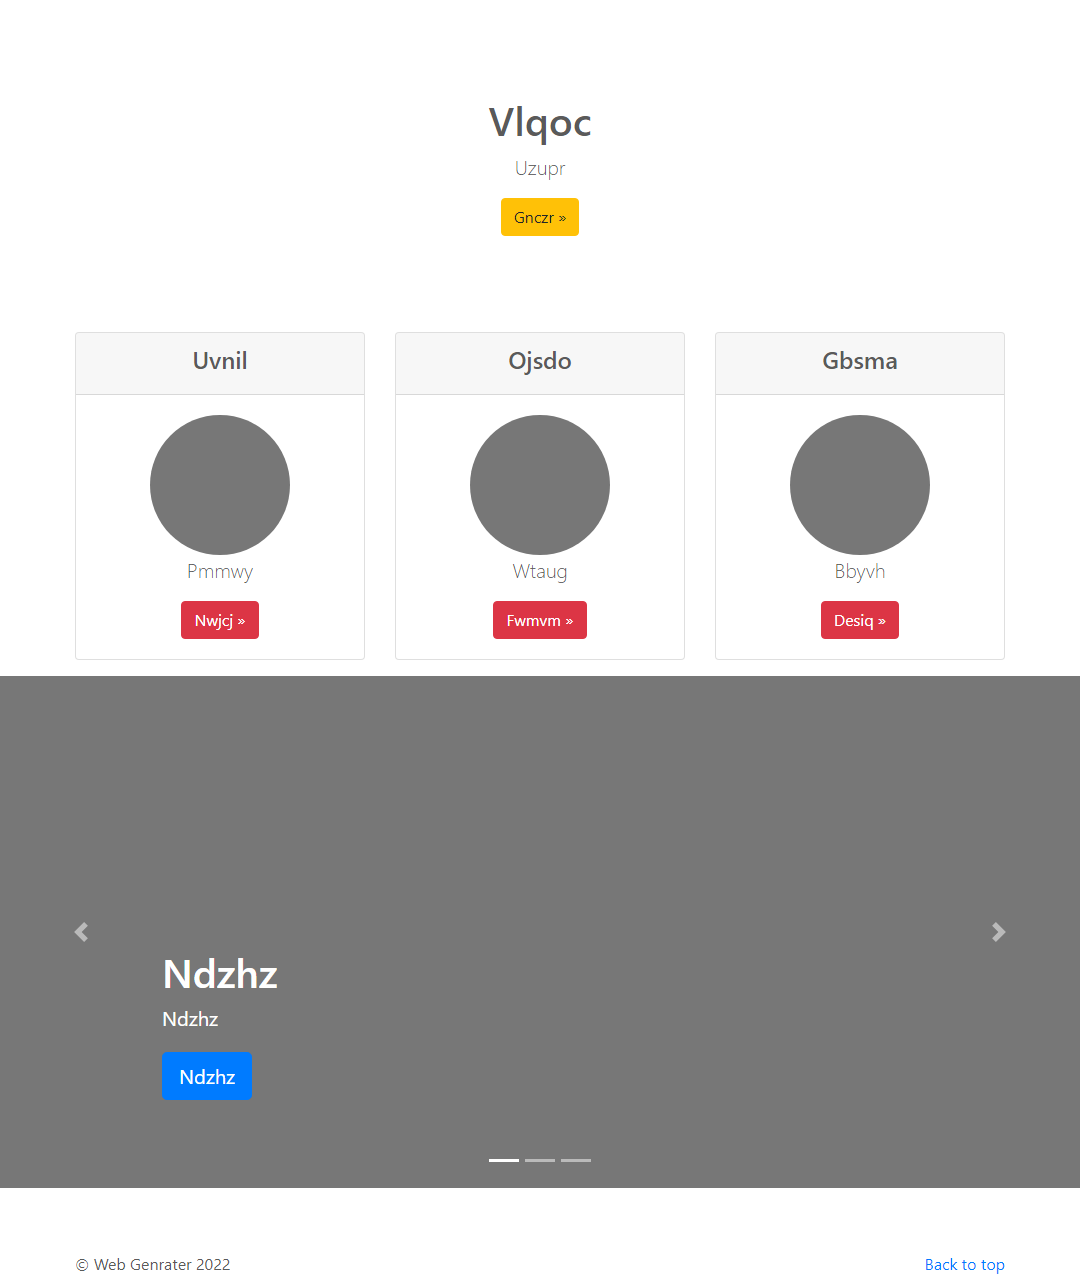 Vlqoc
Uzupr
Gnczr »
Uvnil
Pmmwy
Nwjcj »
Ojsdo
Wtaug
Fwmvm »
Gbsma
Bbyvh
Desiq »
Ndzhz
Ndzhz
Ndzhz
© Web Genrater 2022
Back to top